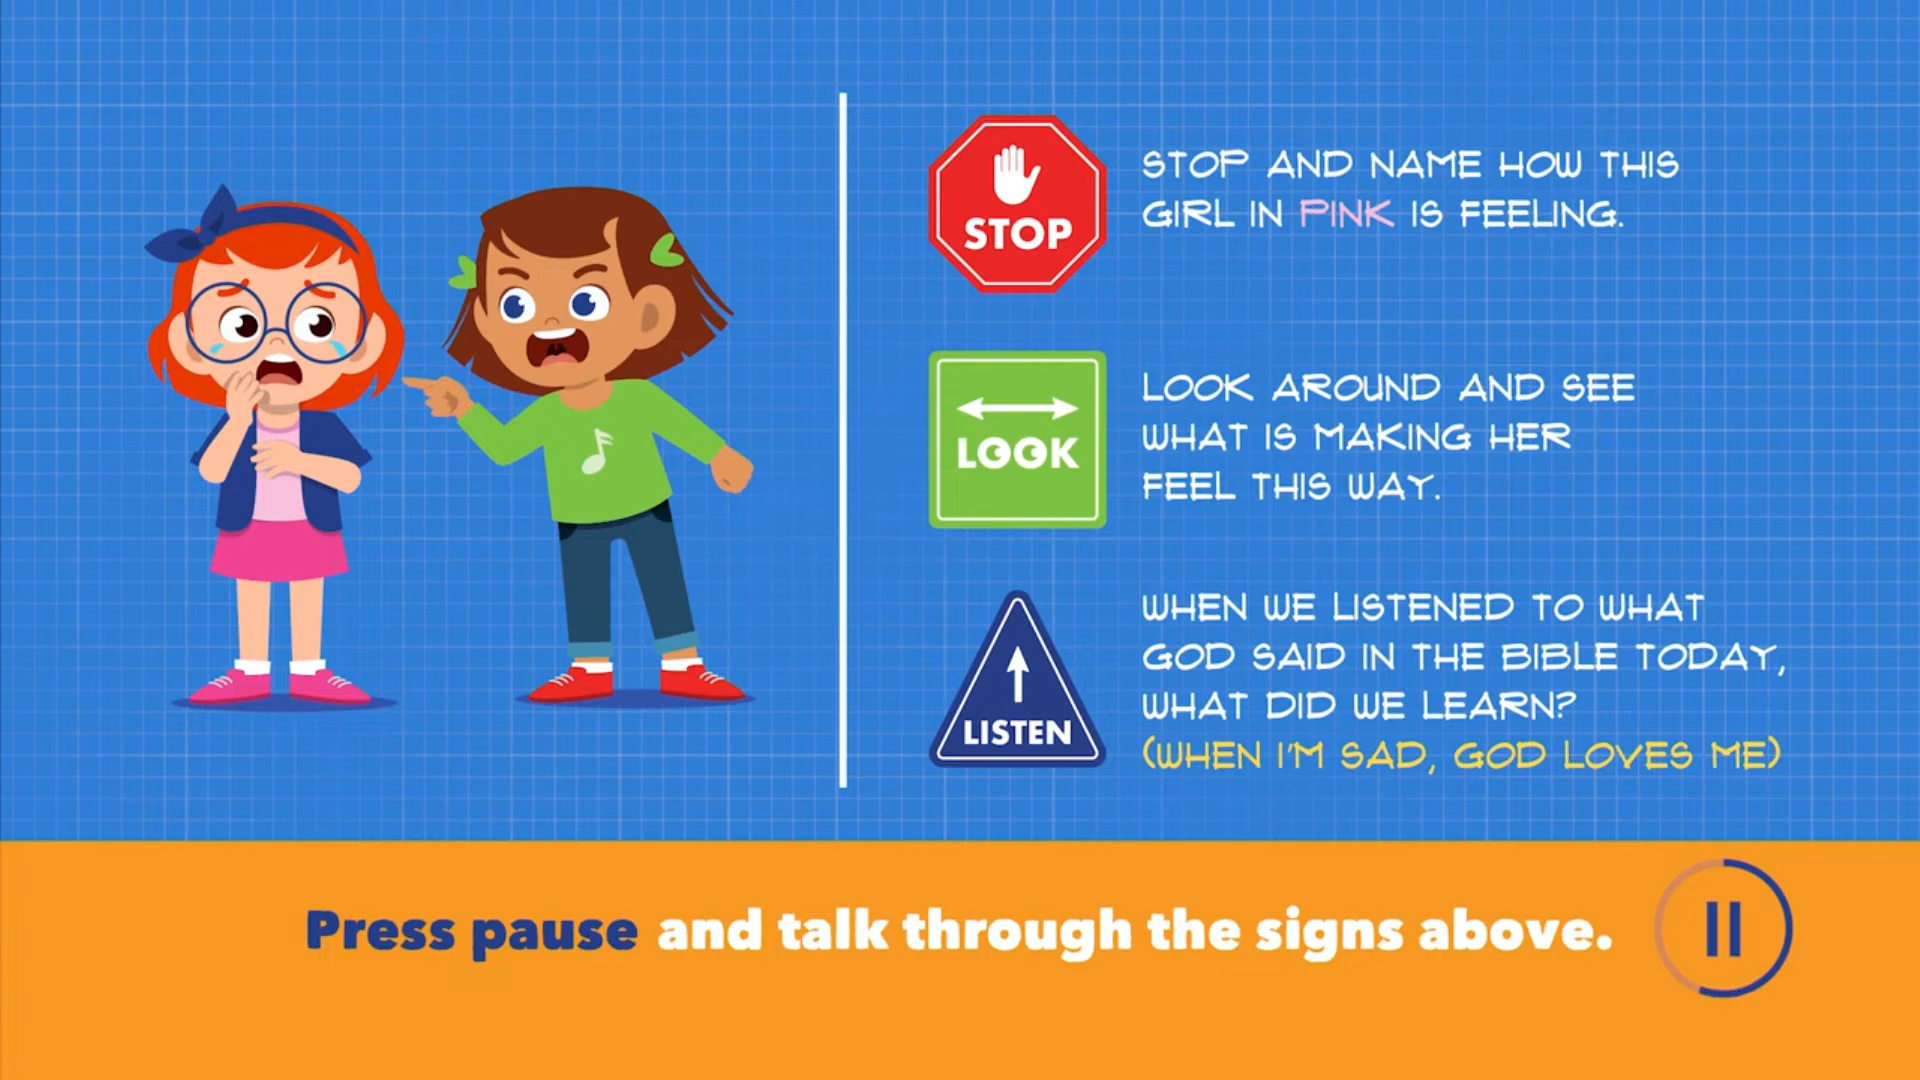 STOP
STOP AND NAME HOW THIS
GIRL IN PINK IS FEELING.
LOOK
LOOK AROUND AND SEE
WHAT IS MAKING HER
FEEL THIS WAY.
LISTEN
WHEN WE LISTENED TO WHAT
GOD SAID IN THE BIBLE TODAY,
WHAT DID WE LEARN?
(WHEN I'M SAD, GOD LOVES ME)
Press pause and talk through the signs above.